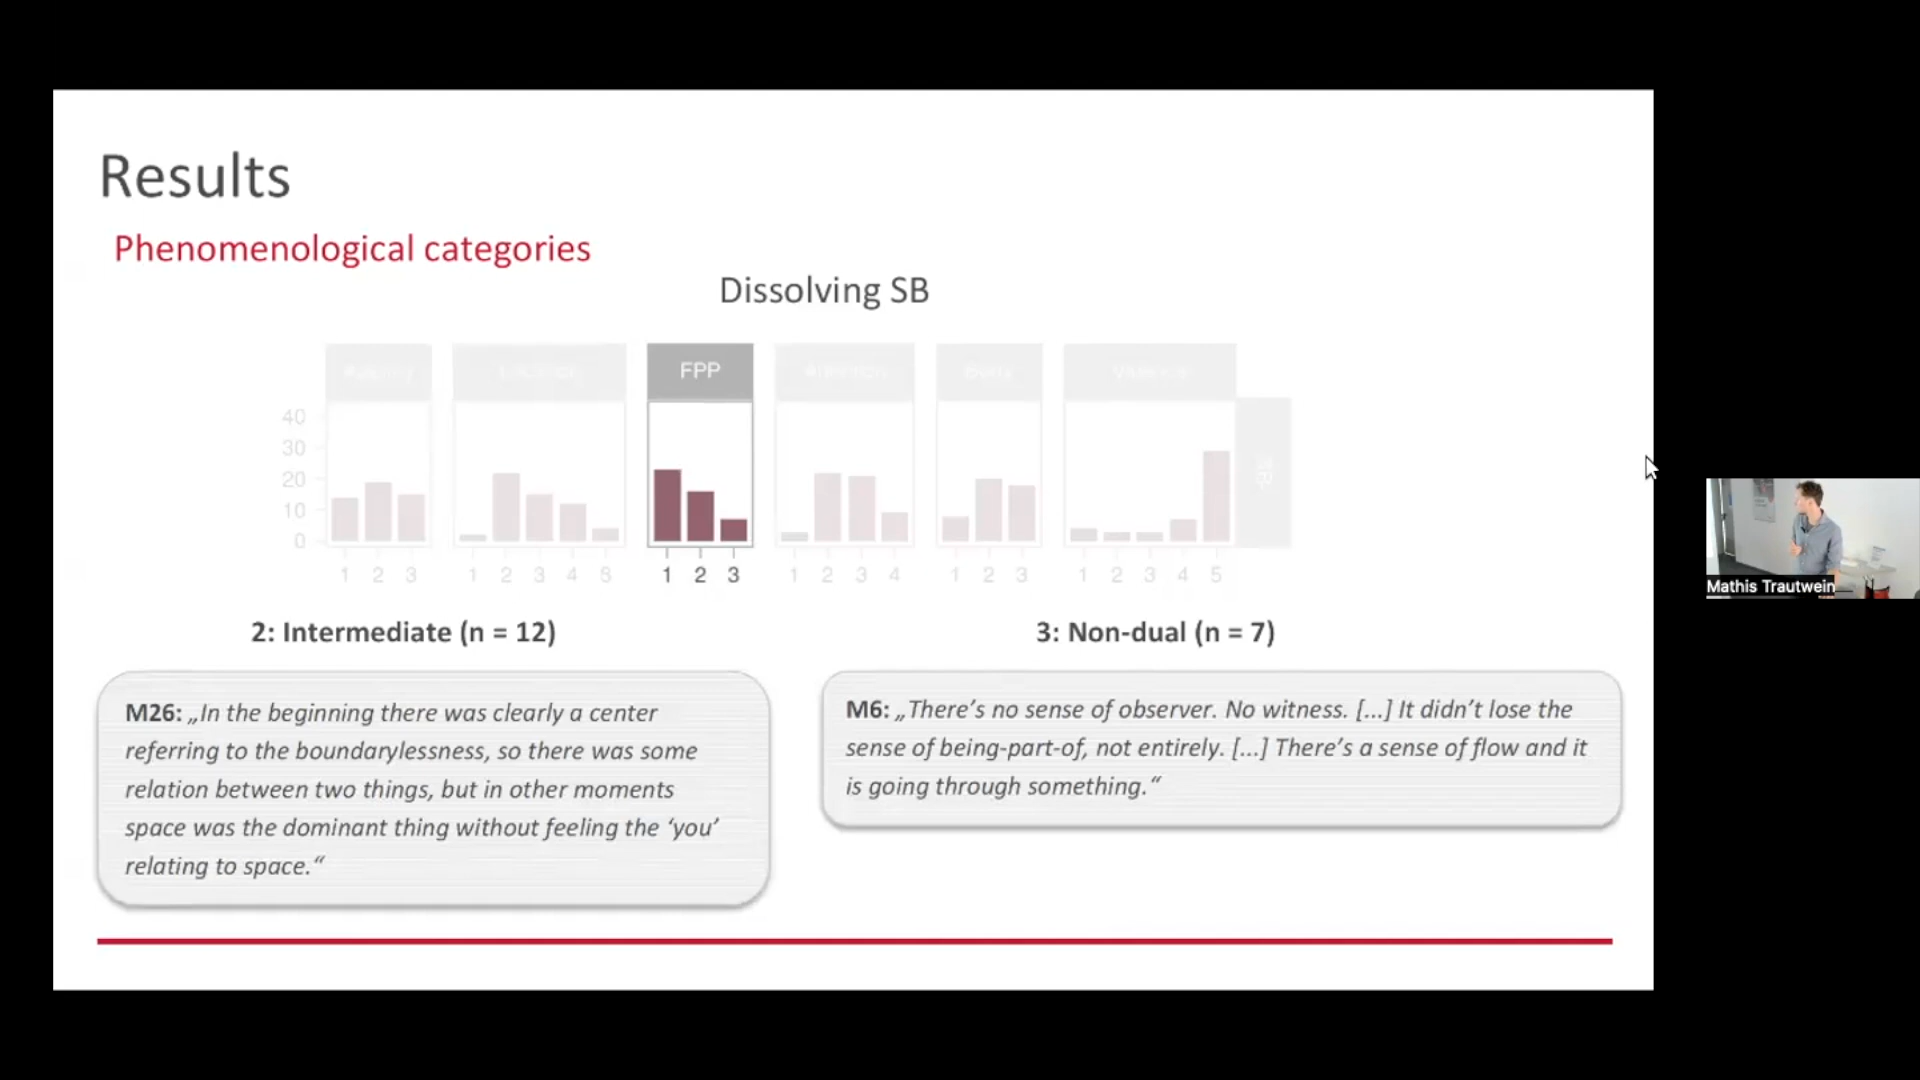 Results
Phenomenological categories
Dissolving SB
FPP
40
30
20
10
0
1 2 3 1 2 3 4 5 1 2 3 1 2 3 4 1 2 3 1 2 3 4 5
2: Intermediate (n = 12)
3: Non-dual (n = 7)
M26: „In the beginning there was clearly a center
referring to the boundarylessness, so there was some
relation between two things, but in other moments
space was the dominant thing without feeling the ‘you’
relating to space.“
M6: „There’s no sense of observer. No witness. [...] It didn’t lose the
sense of being-part-of, not entirely. [...] There’s a sense of flow and it
is going through something.“
Mathis Trautwein